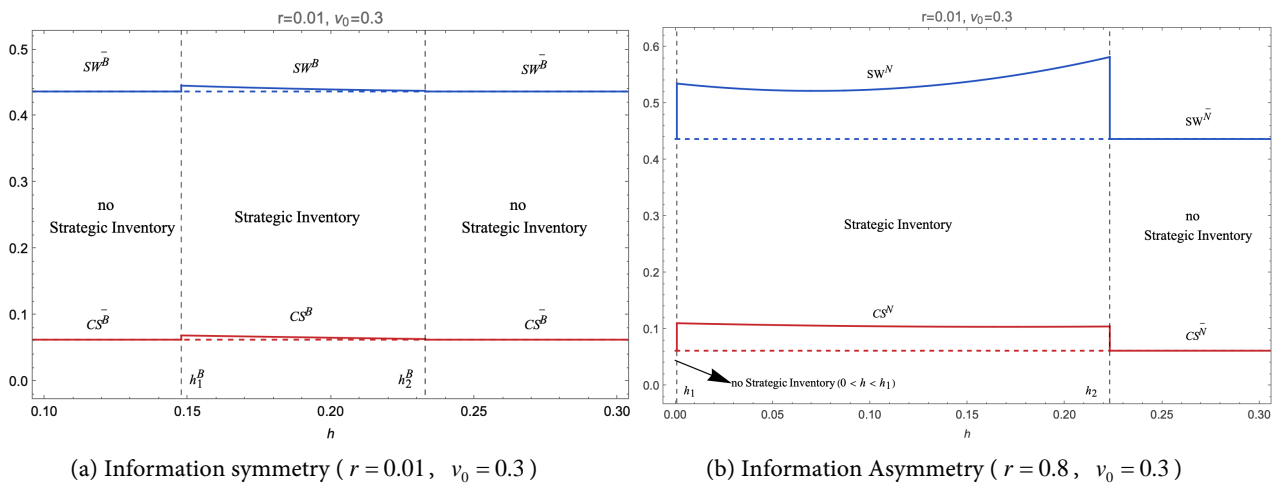 r=0.01, v₀=0.3
0.5
0.4
0.3
0.2
0.1
0.0
SW^B̄
SW^B
SW^B̄
no
Strategic Inventory
Strategic Inventory
no
Strategic Inventory
CS^B̄
CS^B
CS^B̄
h₁^B
h₂^B
0.10
0.15
0.20
0.25
0.30
h
(a) Information symmetry ( r = 0.01 , v₀ = 0.3 )
r=0.01, v₀=0.3
0.6
0.5
0.4
0.3
0.2
0.1
0.0
SW^N
SW^N̄
Strategic Inventory
no
Strategic Inventory
CS^N
CS^N̄
no Strategic Inventory (0 < h < h₁)
h₁
h₂
0.00
0.05
0.10
0.15
0.20
0.25
0.30
h
(b) Information Asymmetry ( r = 0.8 , v₀ = 0.3 )